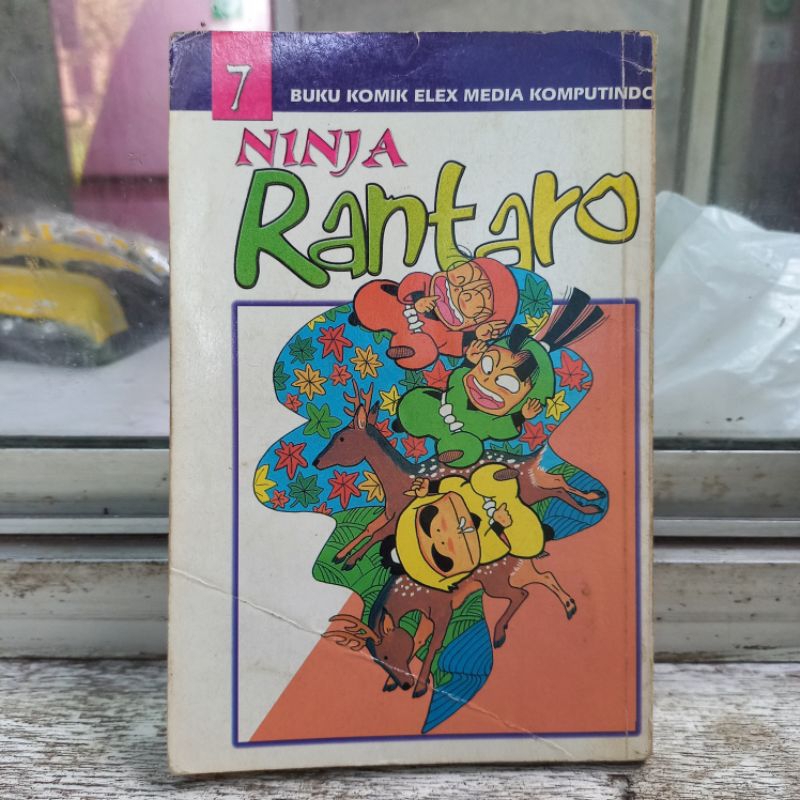 7
BUKU KOMIK ELEX MEDIA KOMPUTINDO
NINJA
Rantaro